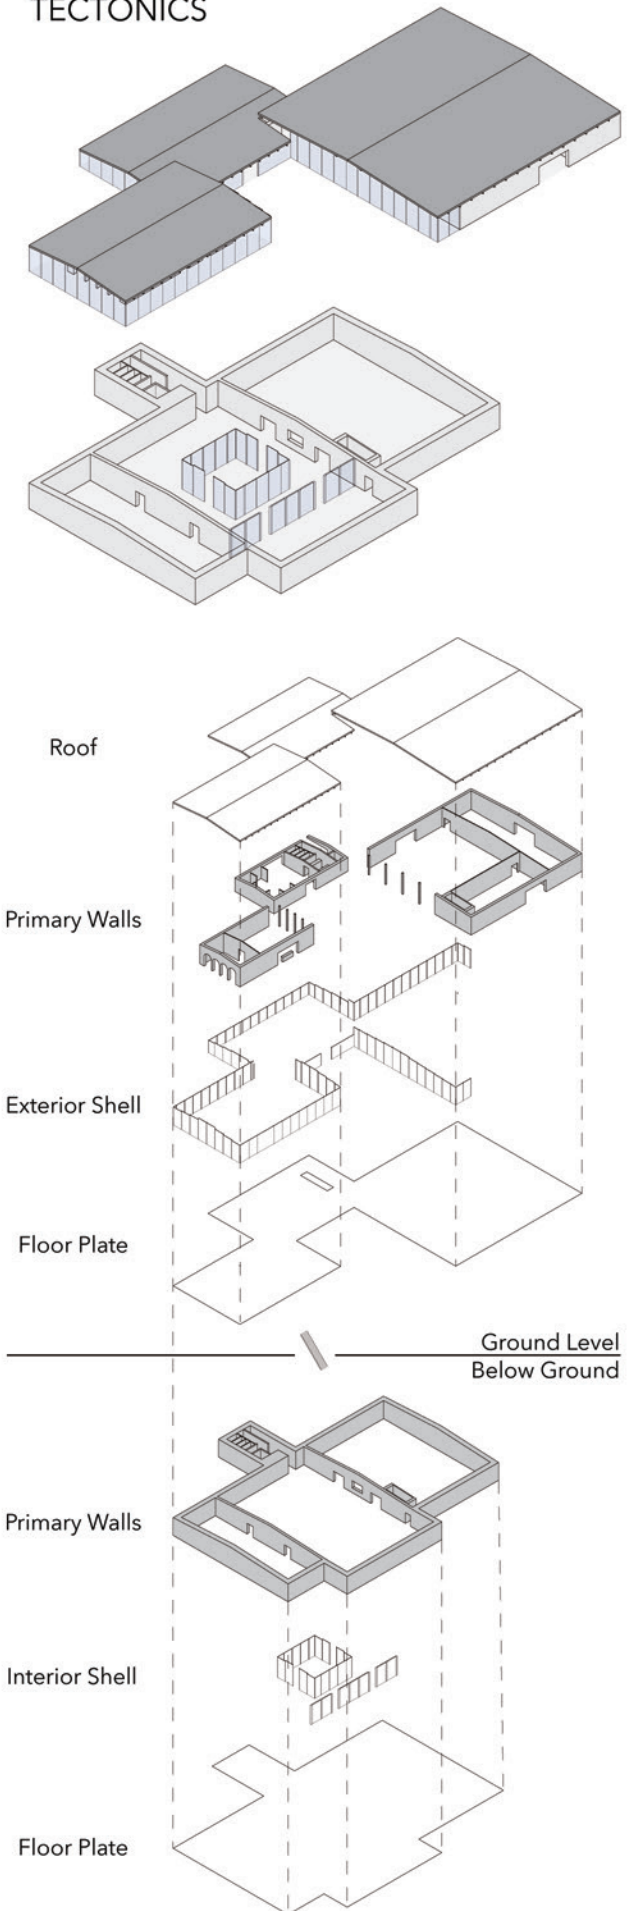 TECTONICS
Roof
Primary Walls
Exterior Shell
Floor Plate
Ground Level
Below Ground
Primary Walls
Interior Shell
Floor Plate